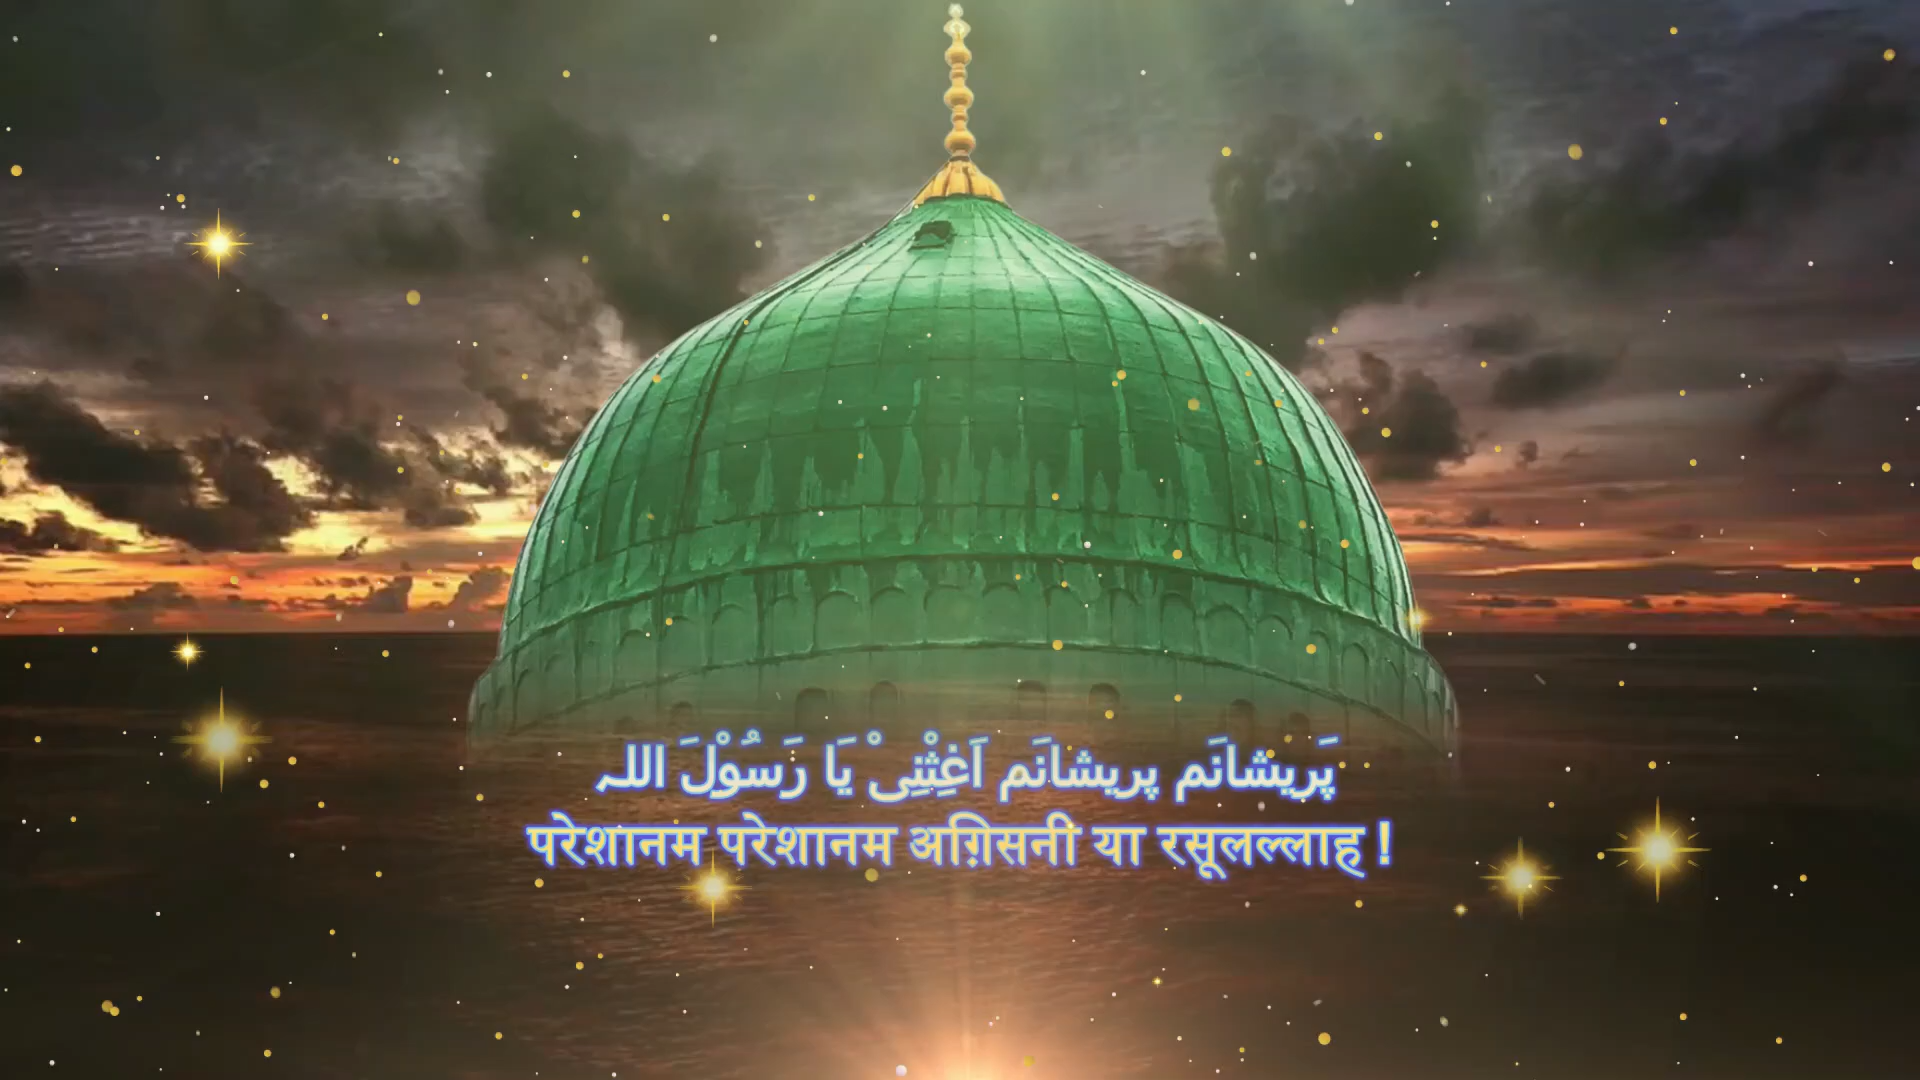 پَریشانَم پریشانَم اَغِثْنِیْ یَا رَسُوْلَ اللہ
परेशानम परेशानम अग़िसनी या रसूलल्लाह !